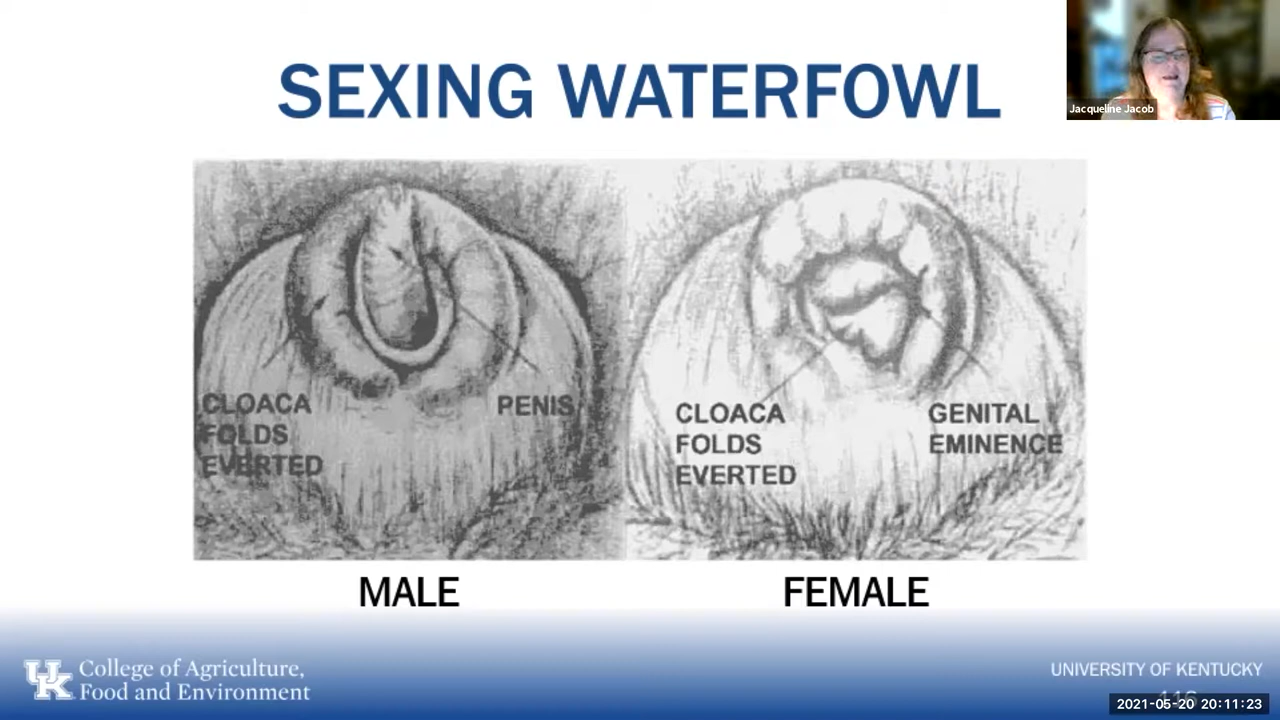 SEXING WATERFOWL
Jacqueline Jacob
CLOACA
FOLDS
EVERTED
PENIS
CLOACA
FOLDS
EVERTED
GENITAL
EMINENCE
MALE
FEMALE
UK
College of Agriculture,
Food and Environment
UNIVERSITY OF KENTUCKY
2021-05-20 20:11:23